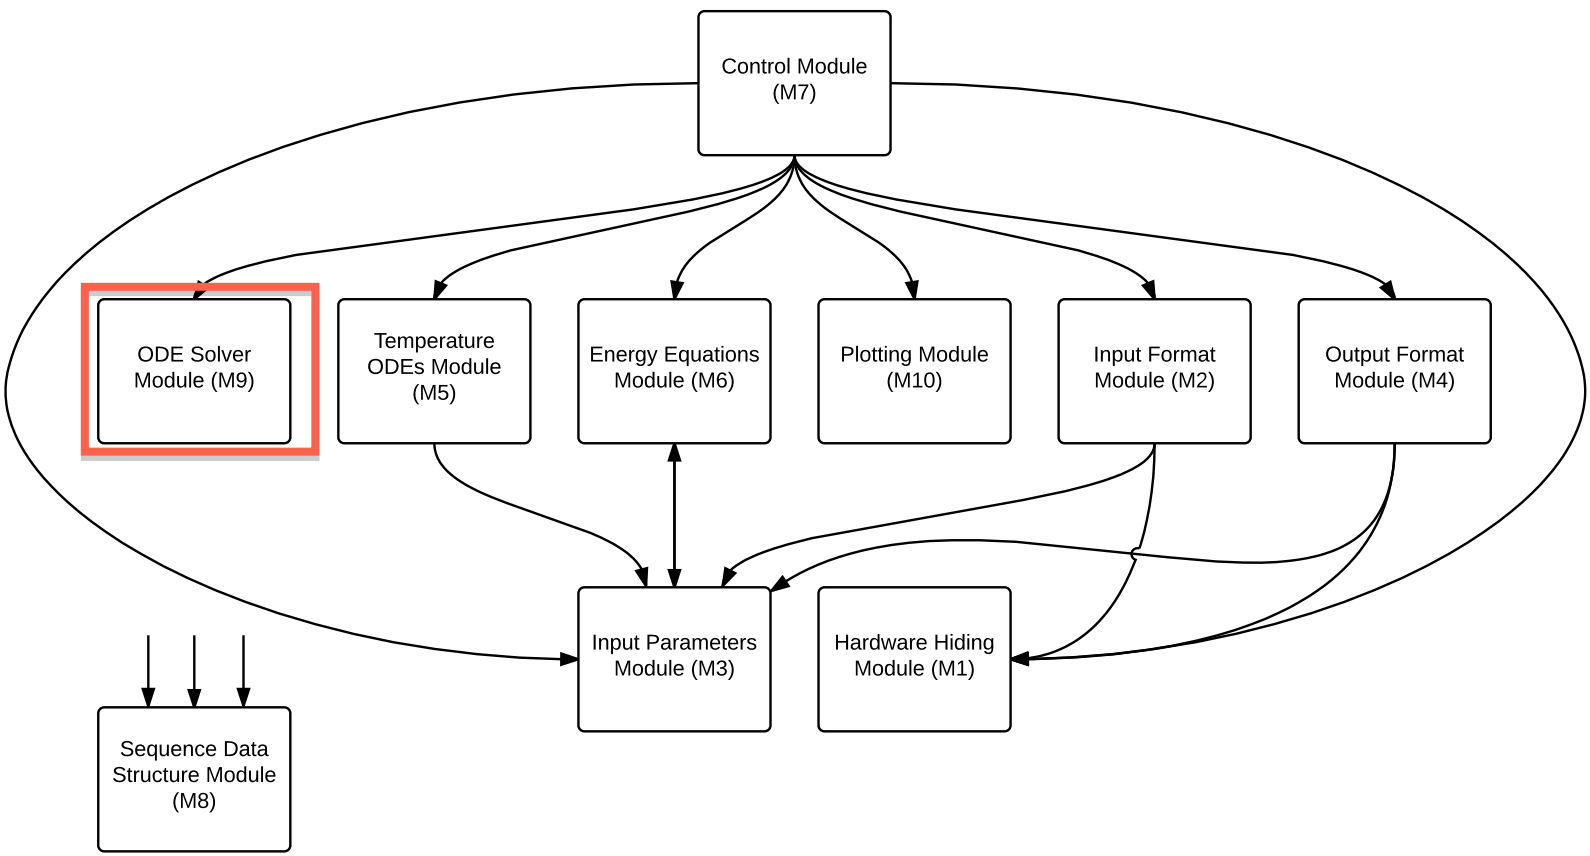 Control Module
(M7)
ODE Solver
Module (M9)
Temperature
ODEs Module
(M5)
Energy Equations
Module (M6)
Plotting Module
(M10)
Input Format
Module (M2)
Output Format
Module (M4)
Input Parameters
Module (M3)
Hardware Hiding
Module (M1)
Sequence Data
Structure Module
(M8)